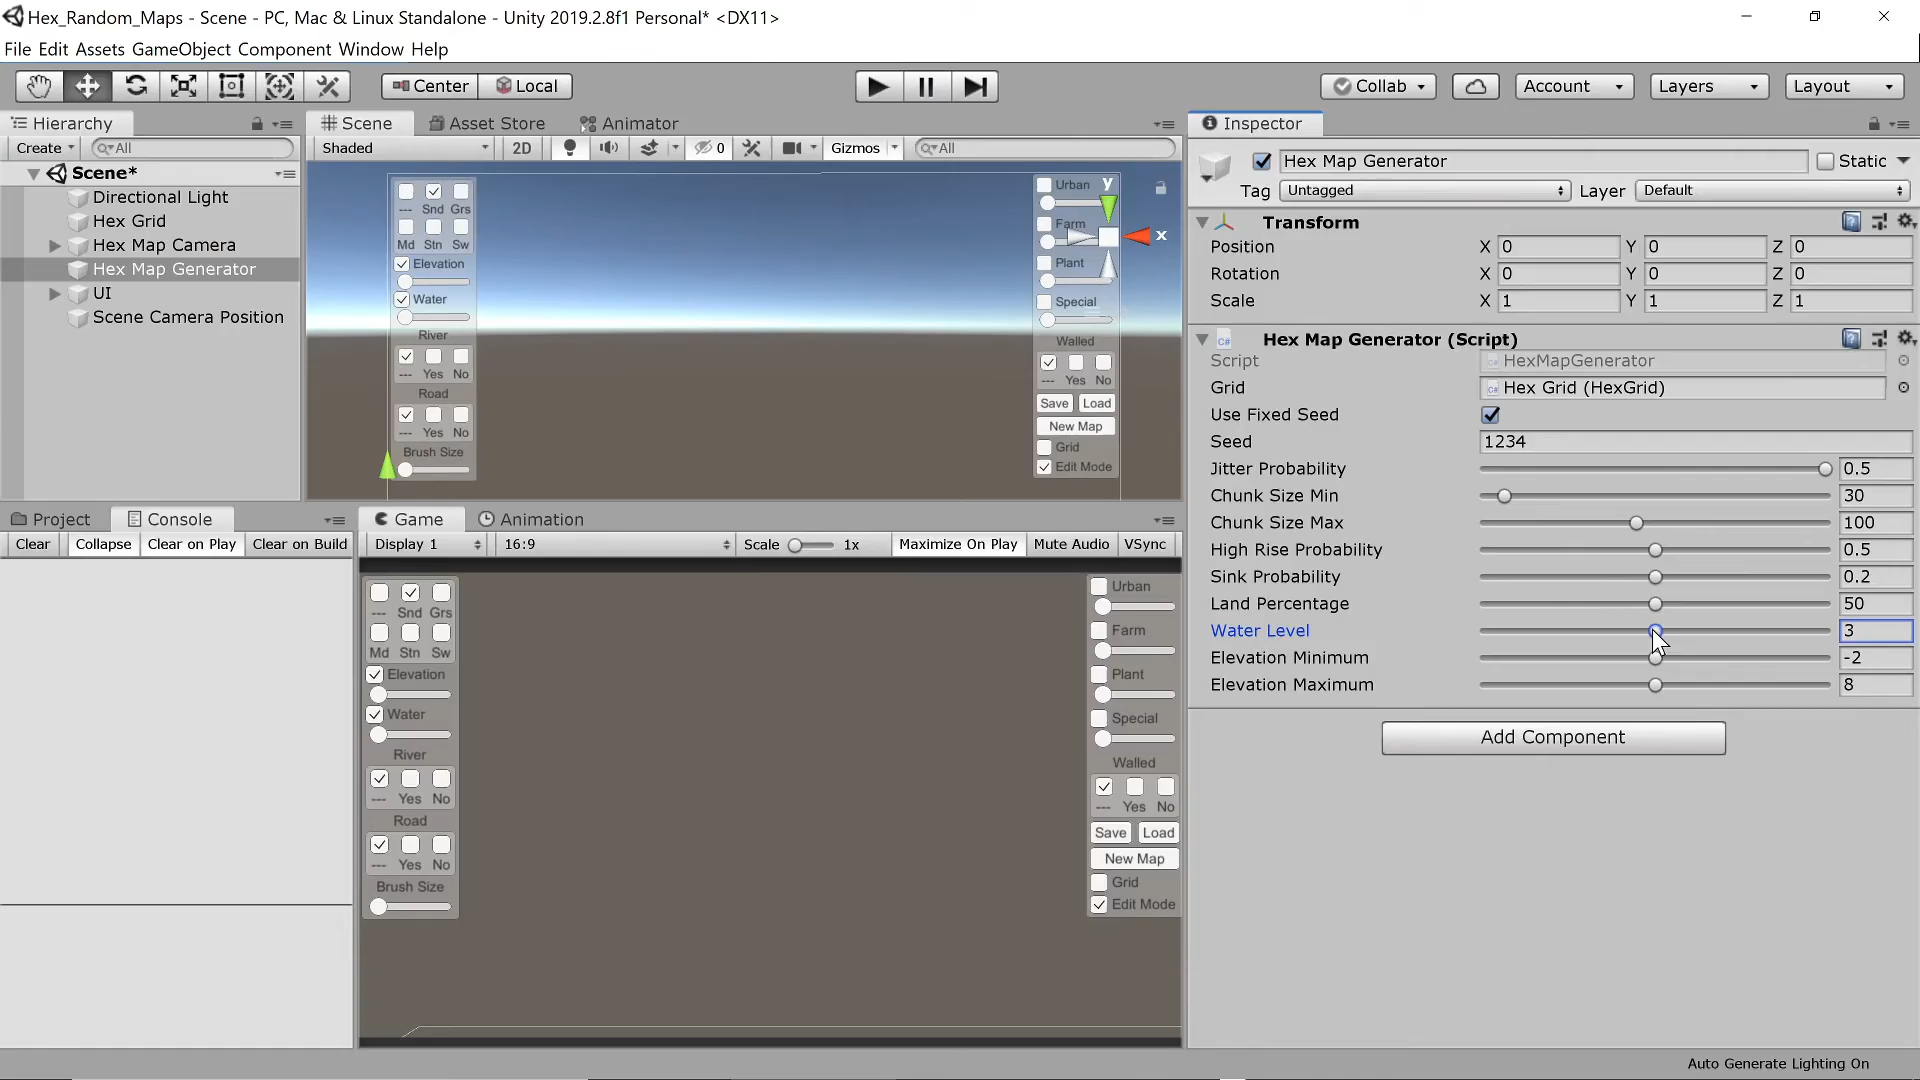 Hex_Random_Maps - Scene - PC, Mac & Linux Standalone - Unity 2019.2.8f1 Personal* <DX11>
File Edit Assets GameObject Component Window Help
Center Local
Collab Account Layers Layout
Hierarchy
Create All
Scene*
Directional Light
Hex Grid
Hex Map Camera
Hex Map Generator
UI
Scene Camera Position
Scene Asset Store Animator
Shaded 2D 0 Gizmos All
--- Snd Grs
Md Stn Sw
Elevation
Water
River
--- Yes No
Road
--- Yes No
Brush Size
Urban
Farm
Plant
Special
Walled
--- Yes No
Save Load
New Map
Grid
Edit Mode
y
x
Project Console
Clear Collapse Clear on Play Clear on Build
Game Animation
Display 1 16:9 Scale 1x Maximize On Play Mute Audio VSync
--- Snd Grs
Md Stn Sw
Elevation
Water
River
--- Yes No
Road
--- Yes No
Brush Size
Urban
Farm
Plant
Special
Walled
--- Yes No
Save Load
New Map
Grid
Edit Mode
Inspector
Hex Map Generator Static
Tag Untagged Layer Default
Transform
Position X 0 Y 0 Z 0
Rotation X 0 Y 0 Z 0
Scale X 1 Y 1 Z 1
Hex Map Generator (Script)
Script HexMapGenerator
Grid Hex Grid (HexGrid)
Use Fixed Seed
Seed 1234
Jitter Probability 0.5
Chunk Size Min 30
Chunk Size Max 100
High Rise Probability 0.5
Sink Probability 0.2
Land Percentage 50
Water Level 3
Elevation Minimum -2
Elevation Maximum 8
Add Component
Auto Generate Lighting On